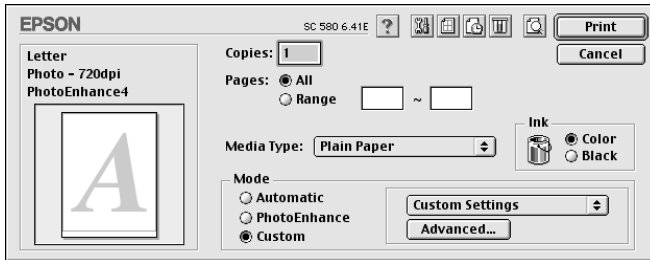 EPSON
SC 580 6.41E ? Print
Letter
Photo - 720dpi
PhotoEnhance4
A
Copies: 1
Cancel
Pages: All
Range ~
Media Type: Plain Paper
Ink
Color
Black
Mode
Automatic
PhotoEnhance
Custom
Custom Settings
Advanced...